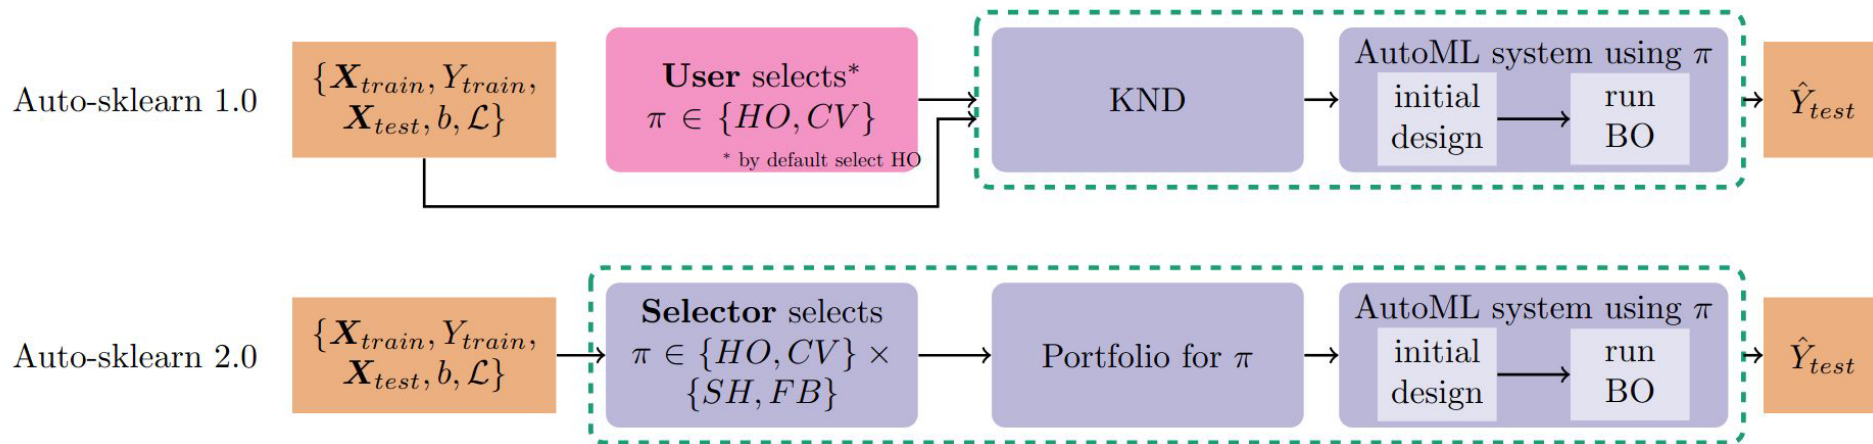 Auto-sklearn 1.0
{X_train, Y_train,
X_test, b, ℒ}
User selects*
π ∈ {HO, CV}
* by default select HO
KND
AutoML system using π
initial
design
run
BO
Ŷ_test
Auto-sklearn 2.0
{X_train, Y_train,
X_test, b, ℒ}
Selector selects
π ∈ {HO, CV} ×
{SH, FB}
Portfolio for π
AutoML system using π
initial
design
run
BO
Ŷ_test